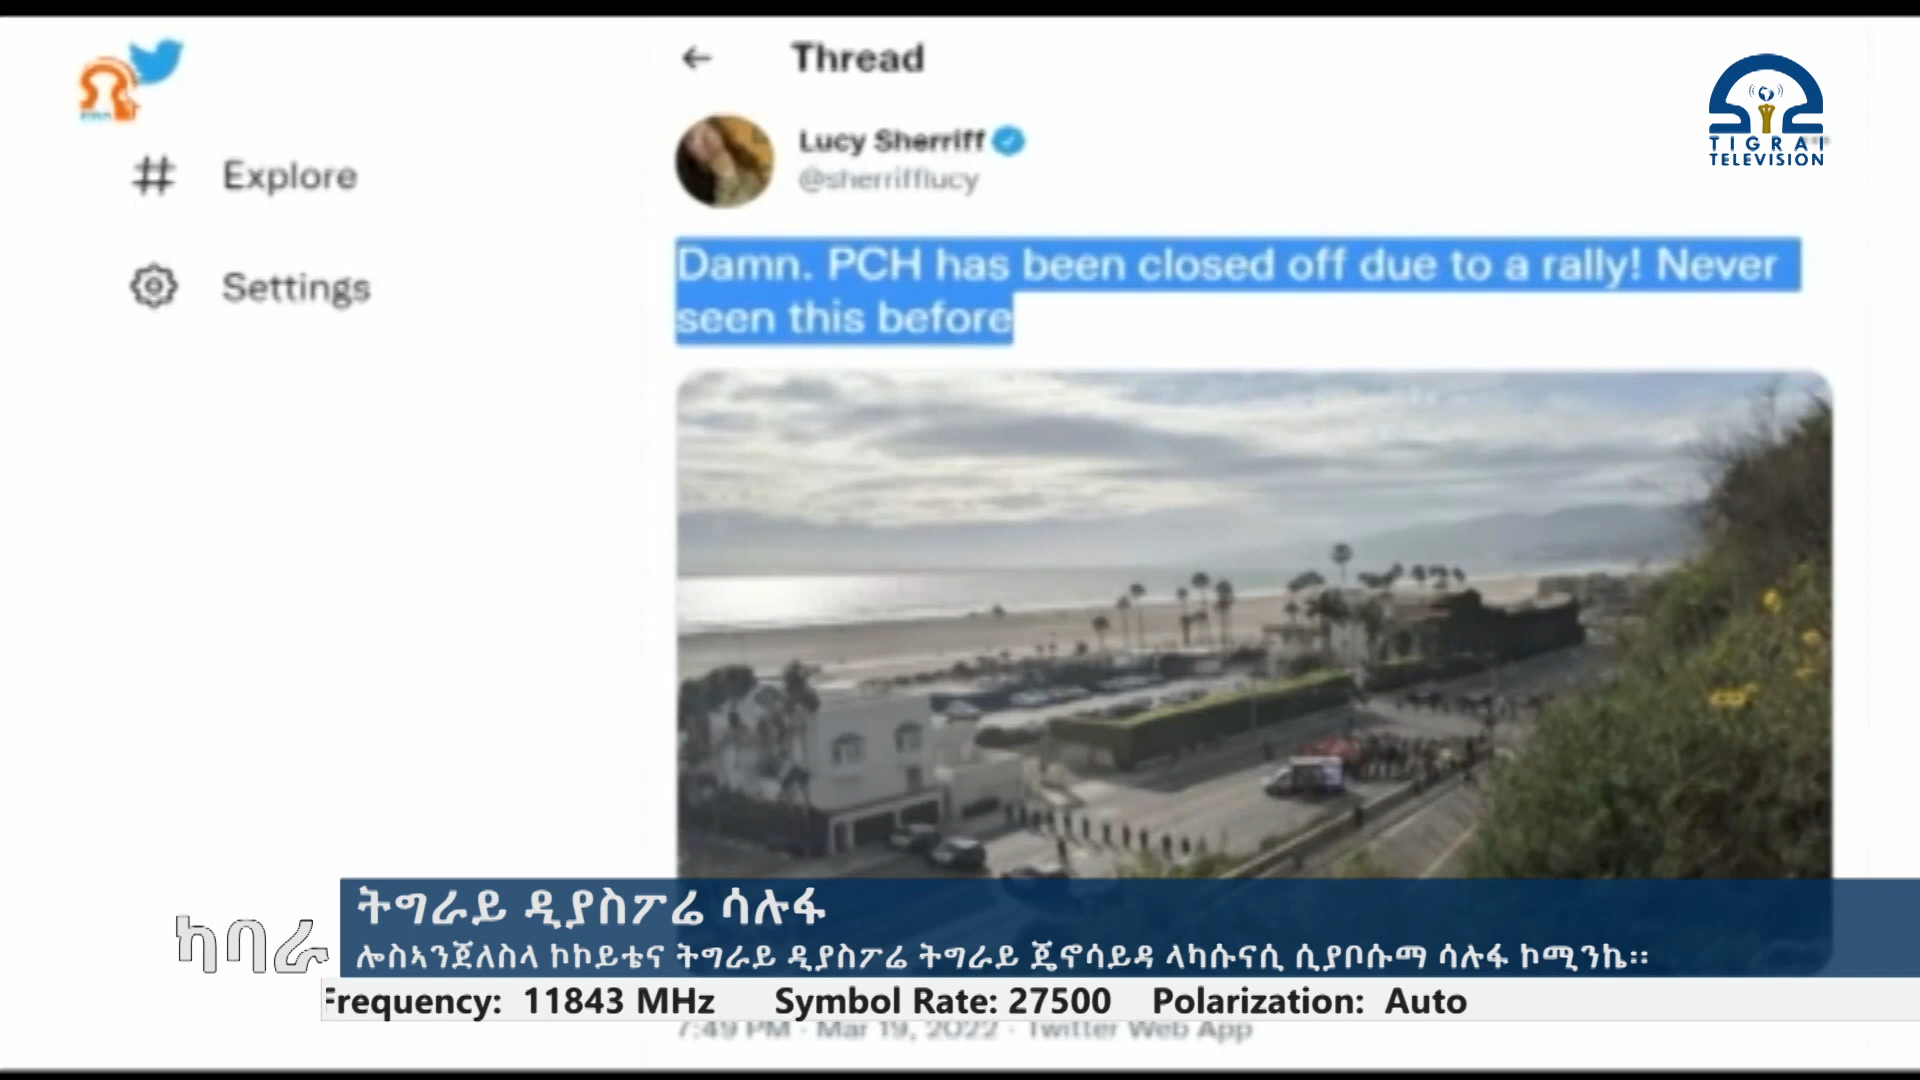 Thread
Lucy Sherriff
@sherrifflucy
TIGRAI
TELEVISION
Explore
Settings
Damn. PCH has been closed off due to a rally! Never
seen this before
ትግራይ ዲያስፖሬ ሳሉፋ
ካባራ
ሎስኣንጀለስላ ኮኮይቴና ትግራይ ዲያስፖሬ ትግራይ ጄኖሳይዳ ላካሱናሲ ሲያቦሱማ ሳሉፋ ኮሚንኬ።
Frequency: 11843 MHz Symbol Rate: 27500 Polarization: Auto
7:49 PM · Mar 19, 2022 · Twitter Web App